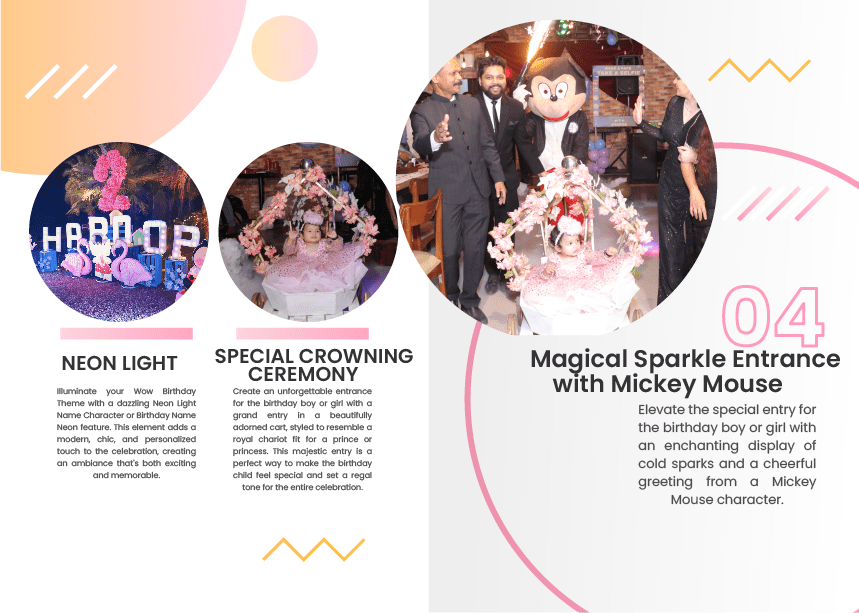 2
HARD OP
TAKE A SELFIE
NEON LIGHT
Illuminate your Wow Birthday
Theme with a dazzling Neon Light
Name Character or Birthday Name
Neon feature. This element adds a
modern, chic, and personalized
touch to the celebration, creating
an ambiance that's both exciting
and memorable.
SPECIAL CROWNING
CEREMONY
Create an unforgettable entrance
for the birthday boy or girl with a
grand entry in a beautifully
adorned cart, styled to resemble a
royal chariot fit for a prince or
princess. This majestic entry is a
perfect way to make the birthday
child feel special and set a regal
tone for the entire celebration.
04
Magical Sparkle Entrance
with Mickey Mouse
Elevate the special entry for
the birthday boy or girl with
an enchanting display of
cold sparks and a cheerful
greeting from a Mickey
Mouse character.